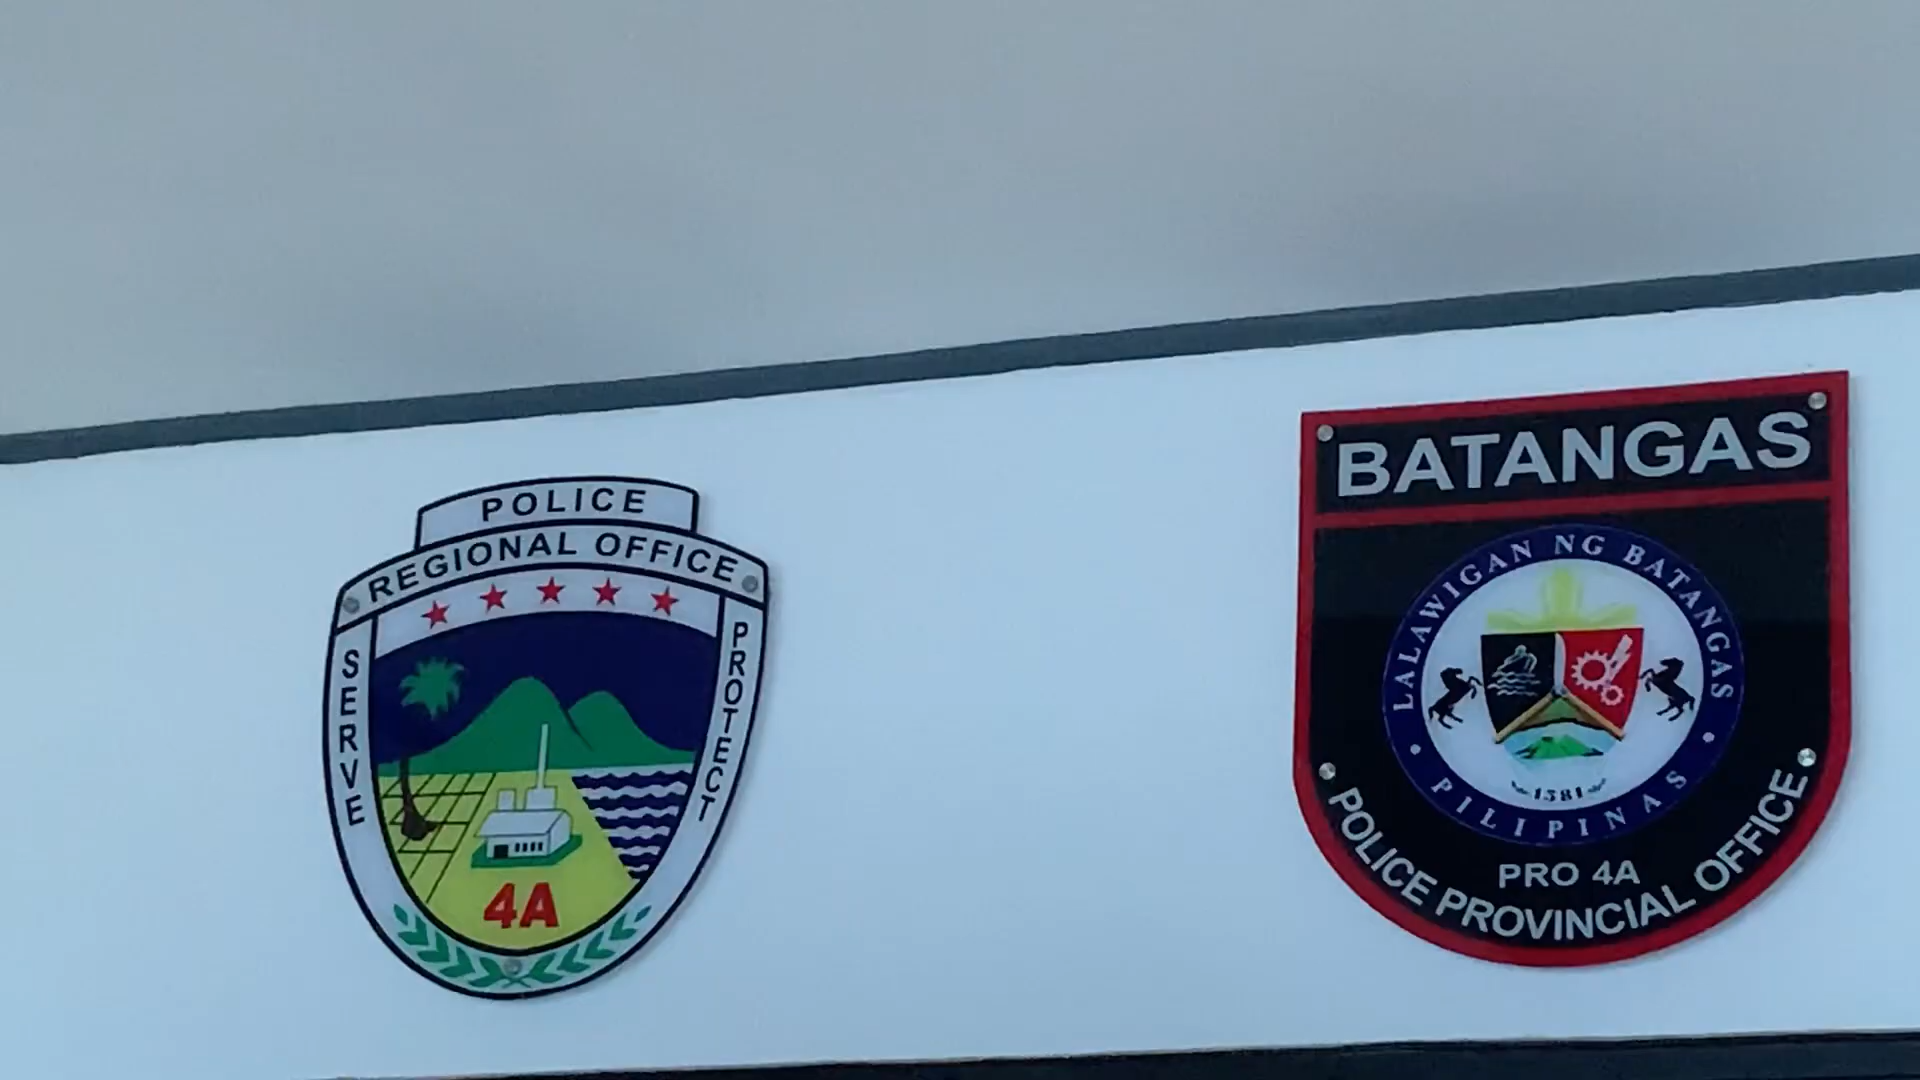 POLICE
REGIONAL OFFICE
SERVE
PROTECT
4A
BATANGAS
LALAWIGAN NG BATANGAS
1581
PILIPINAS
PRO 4A
POLICE PROVINCIAL OFFICE